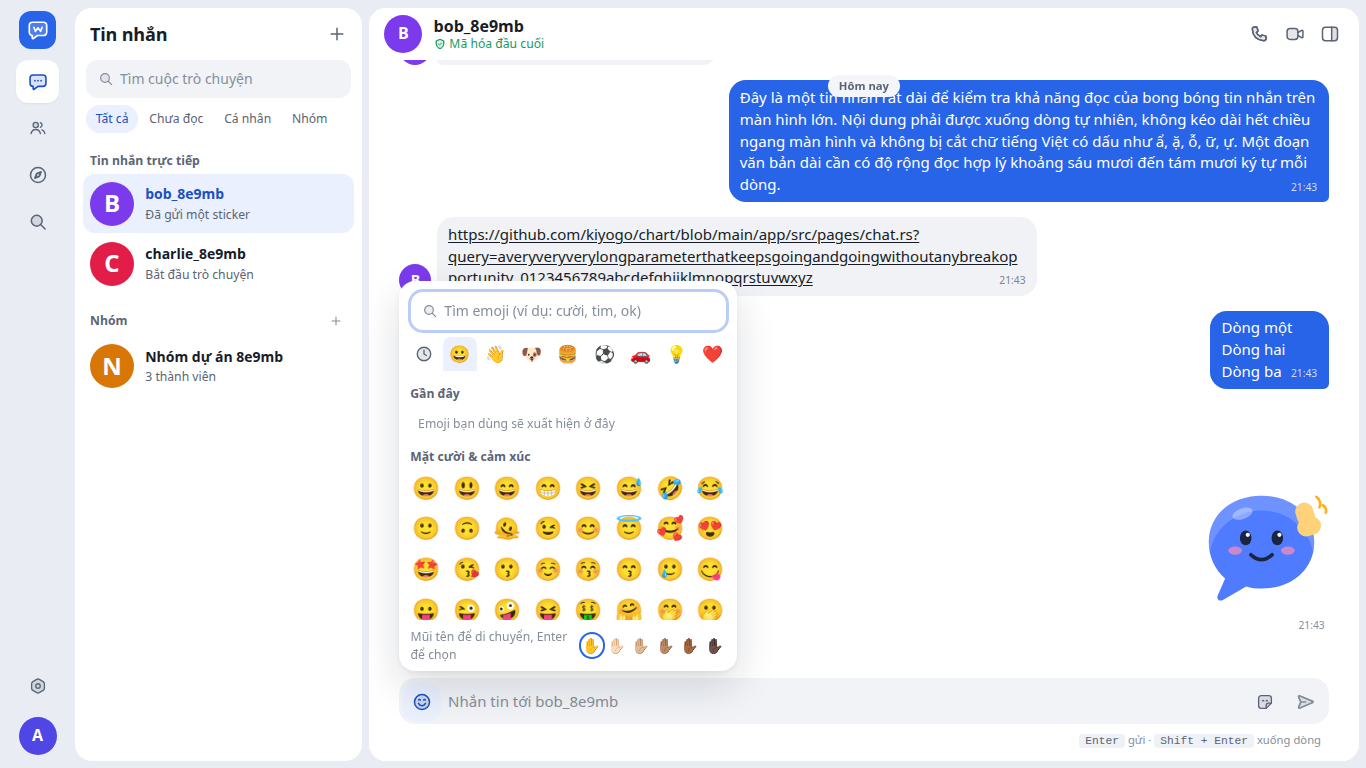 Tin nhắn
Tìm cuộc trò chuyện
Tất cả
Chưa đọc
Cá nhân
Nhóm
Tin nhắn trực tiếp
B
bob_8e9mb
Đã gửi một sticker
C
charlie_8e9mb
Bắt đầu trò chuyện
Nhóm
N
Nhóm dự án 8e9mb
3 thành viên
A
B
bob_8e9mb
Mã hóa đầu cuối
Hôm nay
Đây là một tin nhắn rất dài để kiểm tra khả năng đọc của bong bóng tin nhắn trên
màn hình lớn. Nội dung phải được xuống dòng tự nhiên, không kéo dài hết chiều
ngang màn hình và không bị cắt chữ tiếng Việt có dấu như ẩ, ặ, ỗ, ữ, ự. Một đoạn
văn bản dài cần có độ rộng đọc hợp lý khoảng sáu mươi đến tám mươi ký tự mỗi
dòng.
21:43
https://github.com/kiyogo/chart/blob/main/app/src/pages/chat.rs?
query=averyveryverylongparameterthatkeepsgoingandgoingwithoutanybreakop
portunity_0123456789abcdefghijklmnopqrstuvwxyz
21:43
B
Dòng một
Dòng hai
Dòng ba 21:43
21:43
Tìm emoji (ví dụ: cười, tim, ok)
Gần đây
Emoji bạn dùng sẽ xuất hiện ở đây
Mặt cười & cảm xúc
Mũi tên để di chuyển, Enter
để chọn
Nhắn tin tới bob_8e9mb
Enter gửi · Shift + Enter xuống dòng